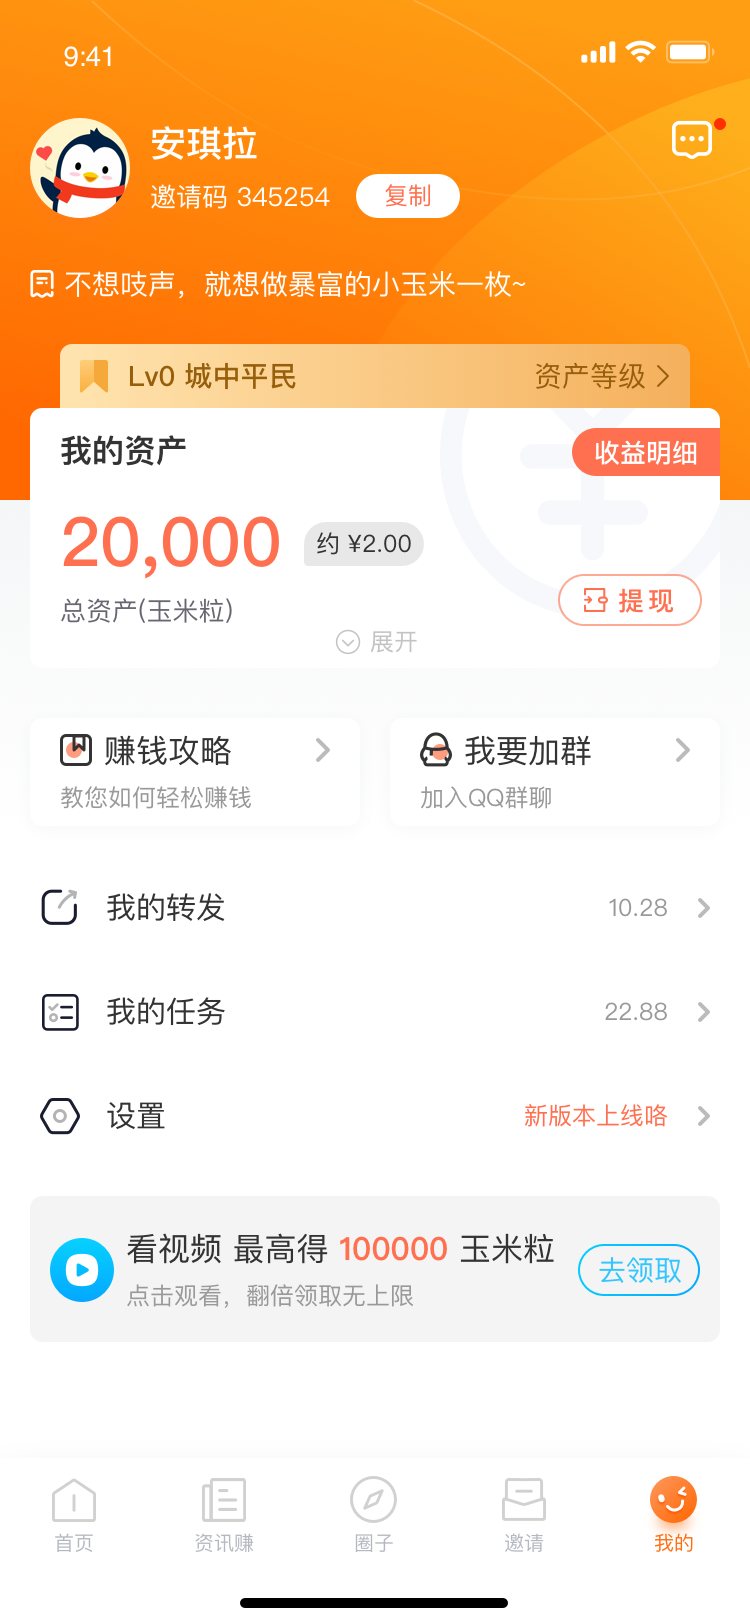 9:41
安琪拉
邀请码 345254 复制
不想吱声，就想做暴富的小玉米一枚~
Lv0 城中平民 资产等级
我的资产 收益明细
20,000 约 ¥2.00
总资产(玉米粒) 提现
展开
赚钱攻略 我要加群
教您如何轻松赚钱 加入QQ群聊
我的转发 10.28
我的任务 22.88
设置 新版本上线咯
看视频 最高得 100000 玉米粒
点击观看，翻倍领取无上限 去领取
首页 资讯赚 圈子 邀请 我的